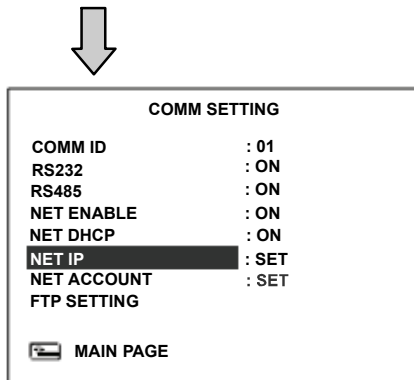 COMM SETTING
COMM ID : 01
RS232 : ON
RS485 : ON
NET ENABLE : ON
NET DHCP : ON
NET IP : SET
NET ACCOUNT : SET
FTP SETTING
MAIN PAGE